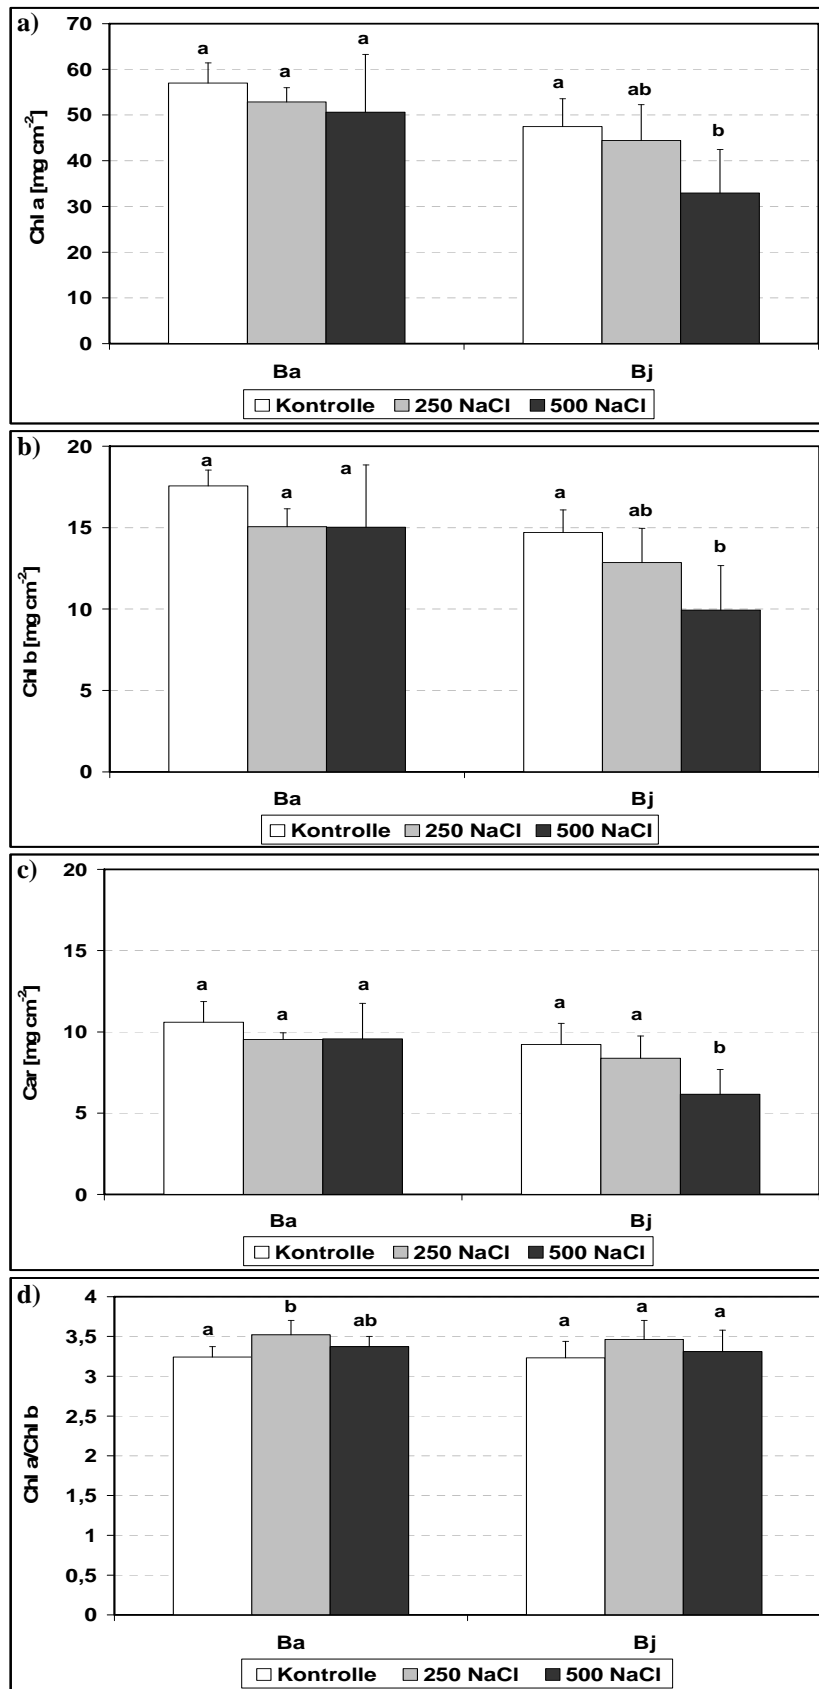 a)
70
60
50
40
30
20
10
0
Chl a [mg cm-2]
a
a
a
a
ab
b
Ba
Bj
Kontrolle 250 NaCl 500 NaCl
b)
20
15
10
5
0
Chl b [mg cm-2]
a
a
a
a
ab
b
Ba
Bj
Kontrolle 250 NaCl 500 NaCl
c)
20
15
10
5
0
Car [mg cm-2]
a
a
a
a
a
b
Ba
Bj
Kontrolle 250 NaCl 500 NaCl
d)
4
3,5
3
2,5
2
1,5
1
0,5
0
Chl a/Chl b
a
b
ab
a
a
a
Ba
Bj
Kontrolle 250 NaCl 500 NaCl